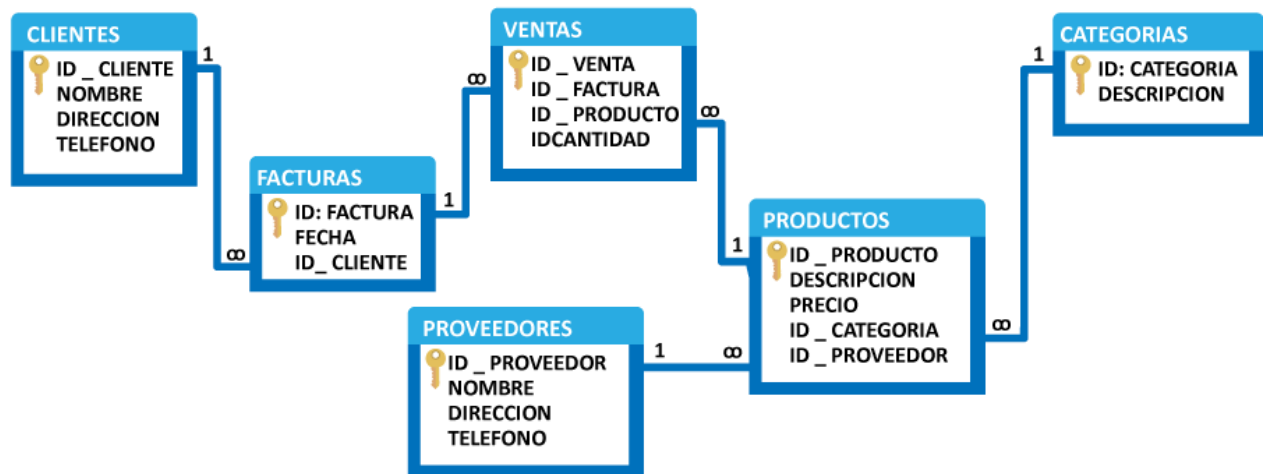 CLIENTES
ID _ CLIENTE
NOMBRE
DIRECCION
TELEFONO
1
∞
FACTURAS
ID: FACTURA
FECHA
ID_ CLIENTE
1
∞
VENTAS
ID _ VENTA
ID _ FACTURA
ID _ PRODUCTO
IDCANTIDAD
∞
1
PROVEEDORES
ID _ PROVEEDOR
NOMBRE
DIRECCION
TELEFONO
1
∞
PRODUCTOS
ID _ PRODUCTO
DESCRIPCION
PRECIO
ID _ CATEGORIA
ID _ PROVEEDOR
∞
1
CATEGORIAS
ID: CATEGORIA
DESCRIPCION